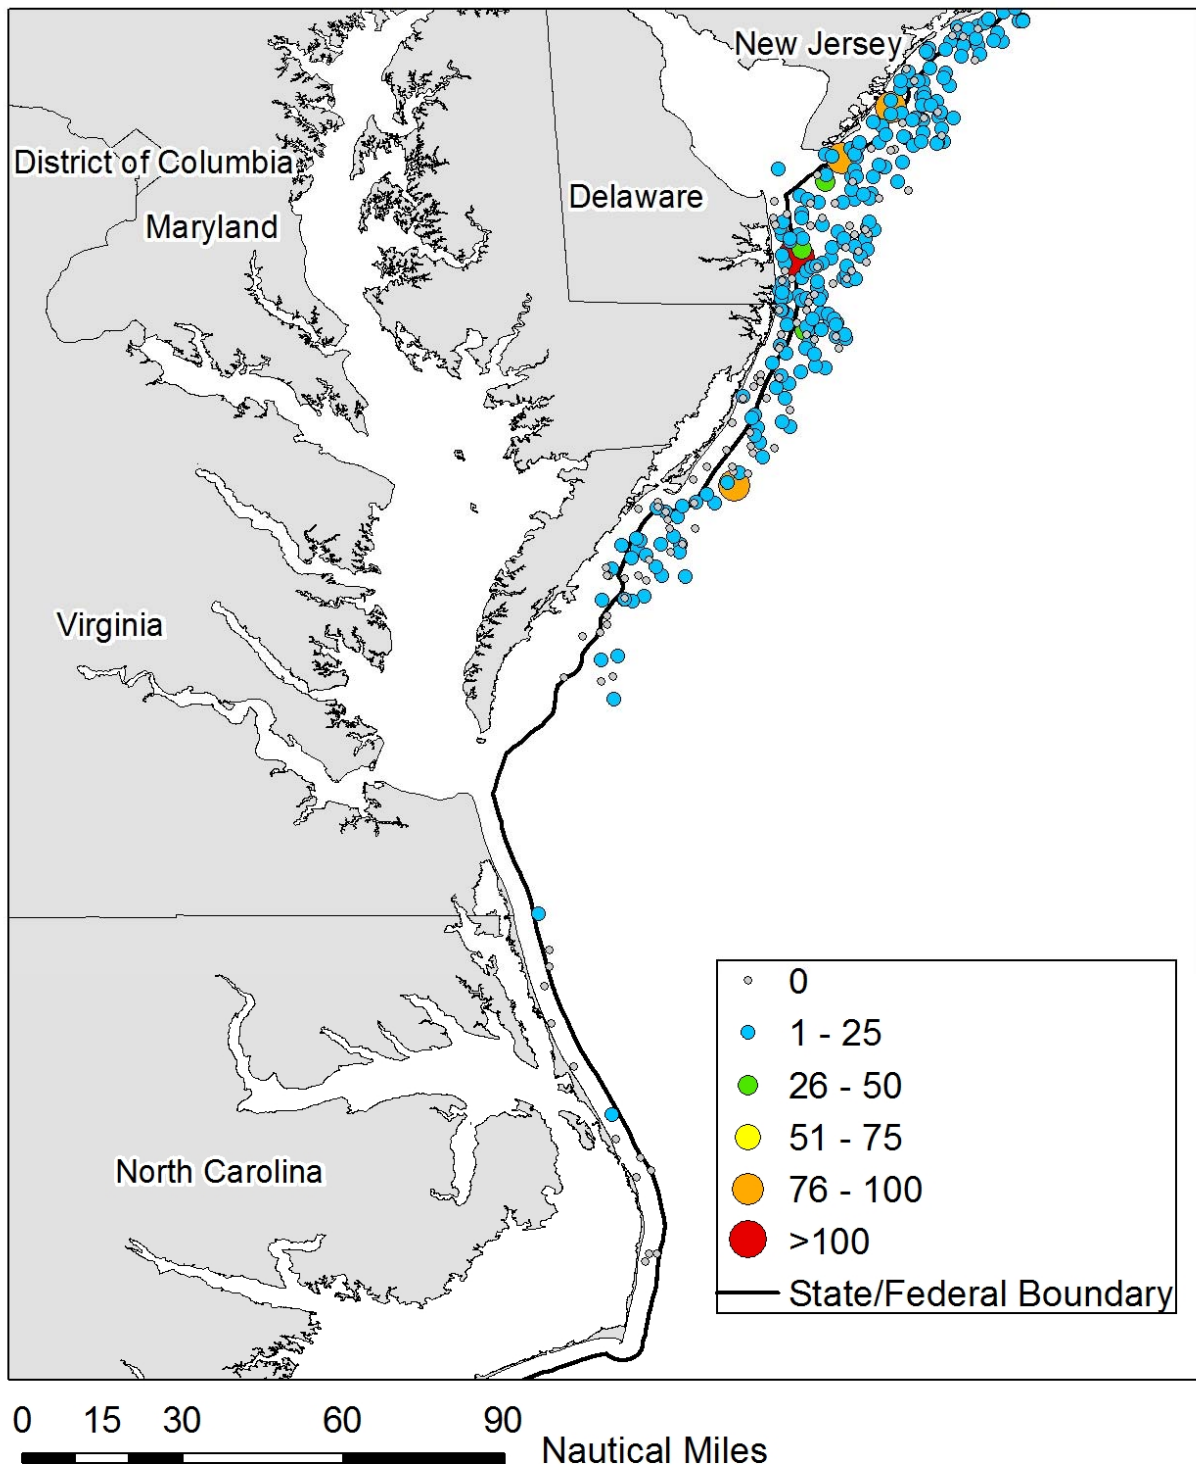 New Jersey
District of Columbia
Delaware
Maryland
Virginia
North Carolina
0
1 - 25
26 - 50
51 - 75
76 - 100
>100
State/Federal Boundary
0 15 30 60 90
Nautical Miles